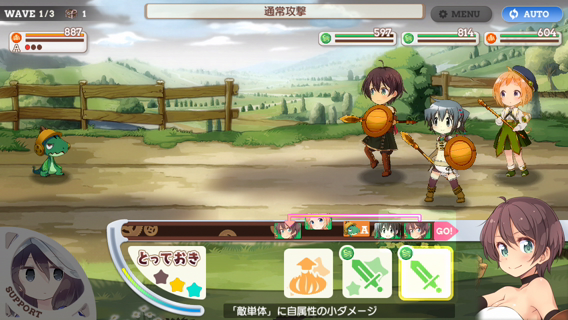 WAVE 1/3 1
通常攻撃
MENU
AUTO
887
A
597
814
604
A
GO!
とっておき
SUPPORT
「敵単体」に自属性の小ダメージ